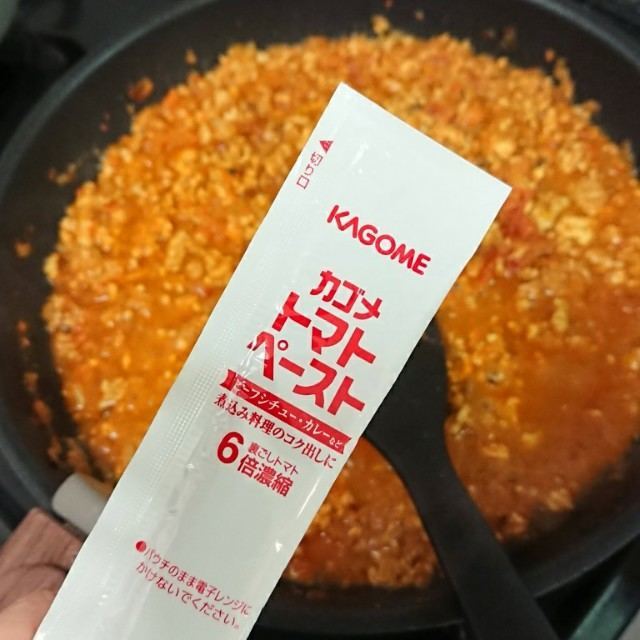 切り口
KAGOME
カゴメ
トマト
ペースト
ビーフシチュー・カレーなど
煮込み料理のコク出しに
裏ごしトマト
6倍濃縮
●パウチのまま電子レンジに
かけないでください。